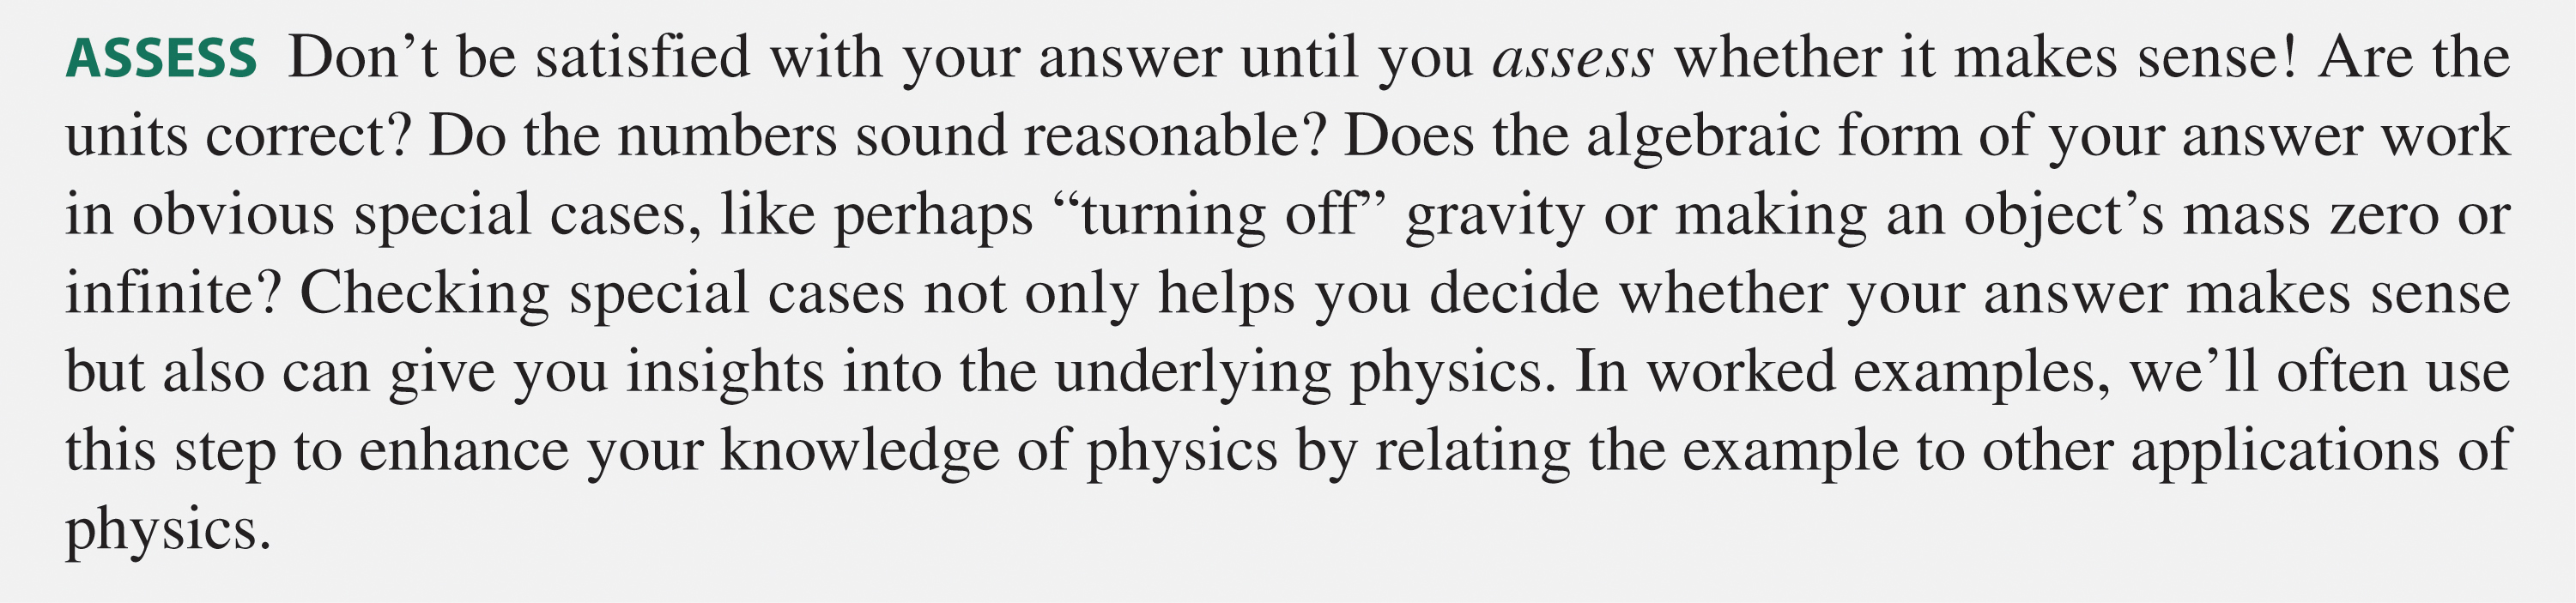 ASSESS Don’t be satisfied with your answer until you assess whether it makes sense! Are the
units correct? Do the numbers sound reasonable? Does the algebraic form of your answer work
in obvious special cases, like perhaps “turning off” gravity or making an object’s mass zero or
infinite? Checking special cases not only helps you decide whether your answer makes sense
but also can give you insights into the underlying physics. In worked examples, we’ll often use
this step to enhance your knowledge of physics by relating the example to other applications of
physics.